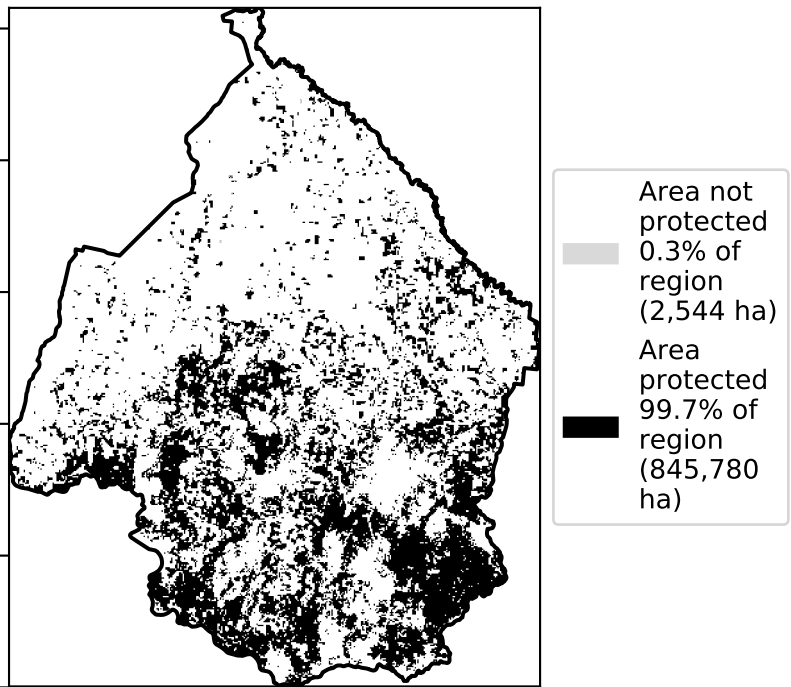 Area not
protected
0.3% of
region
(2,544 ha)
Area
protected
99.7% of
region
(845,780
ha)